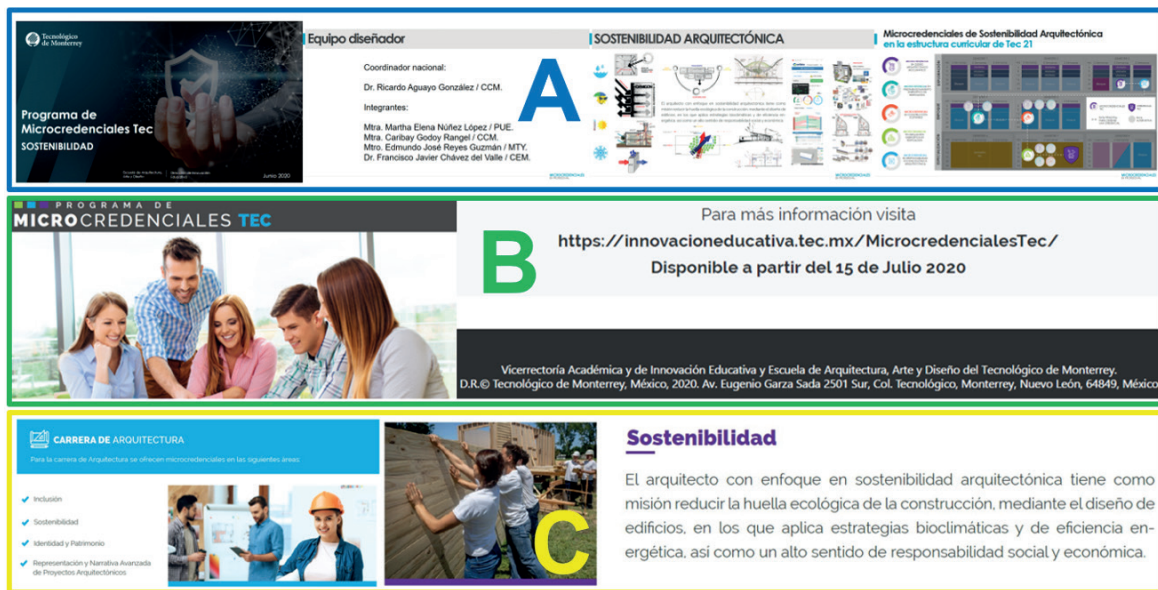 Tecnológico
de Monterrey
Programa de
Microcredenciales Tec
SOSTENIBILIDAD
Junio 2020
Equipo diseñador
Coordinador nacional:
Dr. Ricardo Aguayo González / CCM.
Integrantes:
Mtra. Martha Elena Núñez López / PUE.
Mtra. Caribay Godoy Rangel / CCM.
Mtro. Edmundo José Reyes Guzmán / MTY.
Dr. Francisco Javier Chávez del Valle / CEM.
A
SOSTENIBILIDAD ARQUITECTÓNICA
Microcredenciales de Sostenibilidad Arquitectónica
en la estructura curricular de Tec 21
PROGRAMA DE
MICROCREDENCIALES TEC
B
Para más información visita
https://innovacioneducativa.tec.mx/MicrocredencialesTec/
Disponible a partir del 15 de Julio 2020
Vicerrectoría Académica y de Innovación Educativa y Escuela de Arquitectura, Arte y Diseño del Tecnológico de Monterrey.
D.R.© Tecnológico de Monterrey, México, 2020. Av. Eugenio Garza Sada 2501 Sur, Col. Tecnológico, Monterrey, Nuevo León, 64849, México
CARRERA DE ARQUITECTURA
Para la carrera de Arquitectura se ofrecen microcredenciales en las siguientes áreas:
Inclusión
Sostenibilidad
Identidad y Patrimonio
Representación y Narrativa Avanzada
de Proyectos Arquitectónicos
C
Sostenibilidad
El arquitecto con enfoque en sostenibilidad arquitectónica tiene como
misión reducir la huella ecológica de la construcción, mediante el diseño de
edificios, en los que aplica estrategias bioclimáticas y de eficiencia en-
ergética, así como un alto sentido de responsabilidad social y económica.